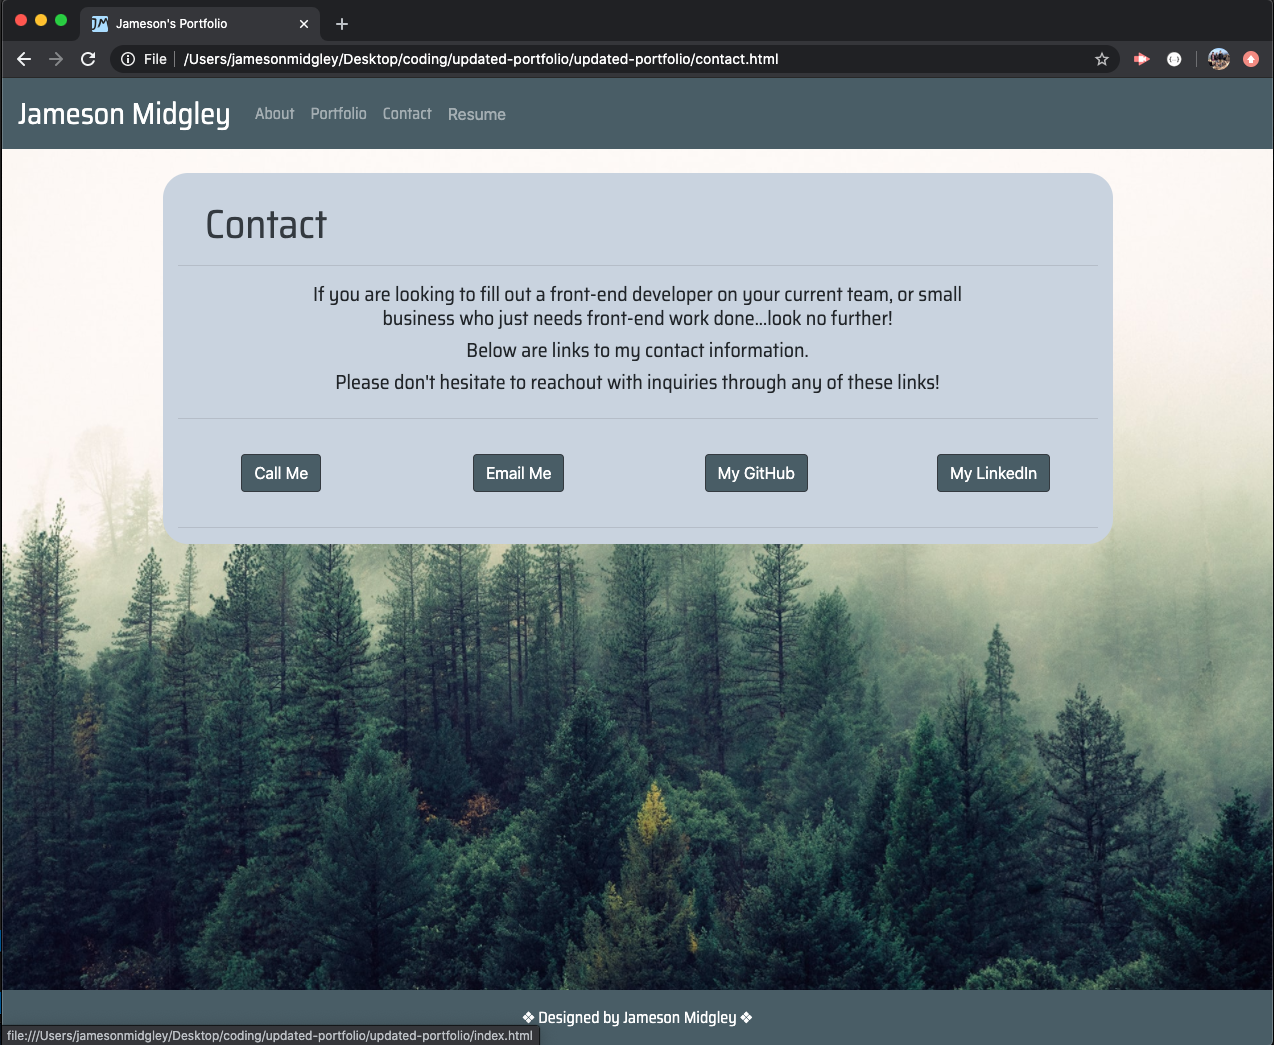 JM Jameson's Portfolio
File /Users/jamesonmidgley/Desktop/coding/updated-portfolio/updated-portfolio/contact.html
Jameson Midgley About Portfolio Contact Resume
Contact
If you are looking to fill out a front-end developer on your current team, or small
business who just needs front-end work done...look no further!
Below are links to my contact information.
Please don't hesitate to reachout with inquiries through any of these links!
Call Me Email Me My GitHub My LinkedIn
❖ Designed by Jameson Midgley ❖
file:///Users/jamesonmidgley/Desktop/coding/updated-portfolio/updated-portfolio/index.html